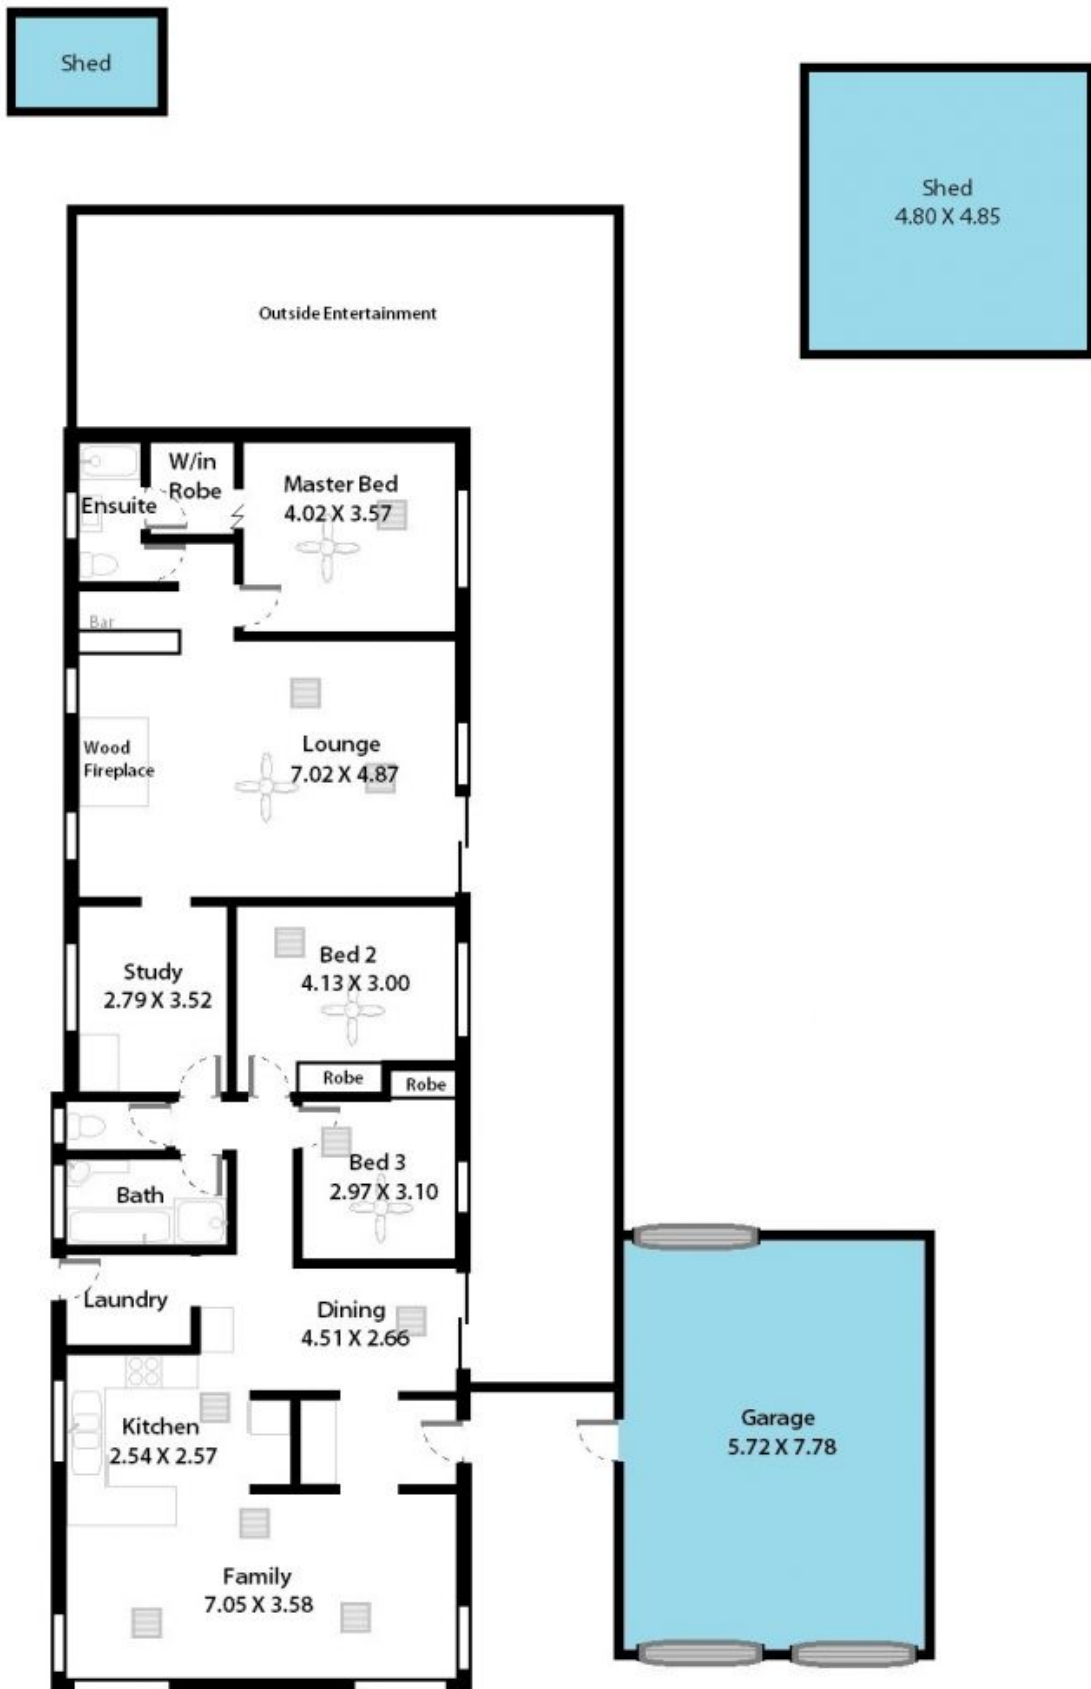 Shed
Shed
4.80 X 4.85
Outside Entertainment
W/in
Robe
Ensuite
Master Bed
4.02 X 3.57
Bar
Wood
Fireplace
Lounge
7.02 X 4.87
Study
2.79 X 3.52
Bed 2
4.13 X 3.00
Robe
Robe
Bed 3
2.97 X 3.10
Bath
Laundry
Dining
4.51 X 2.66
Kitchen
2.54 X 2.57
Garage
5.72 X 7.78
Family
7.05 X 3.58